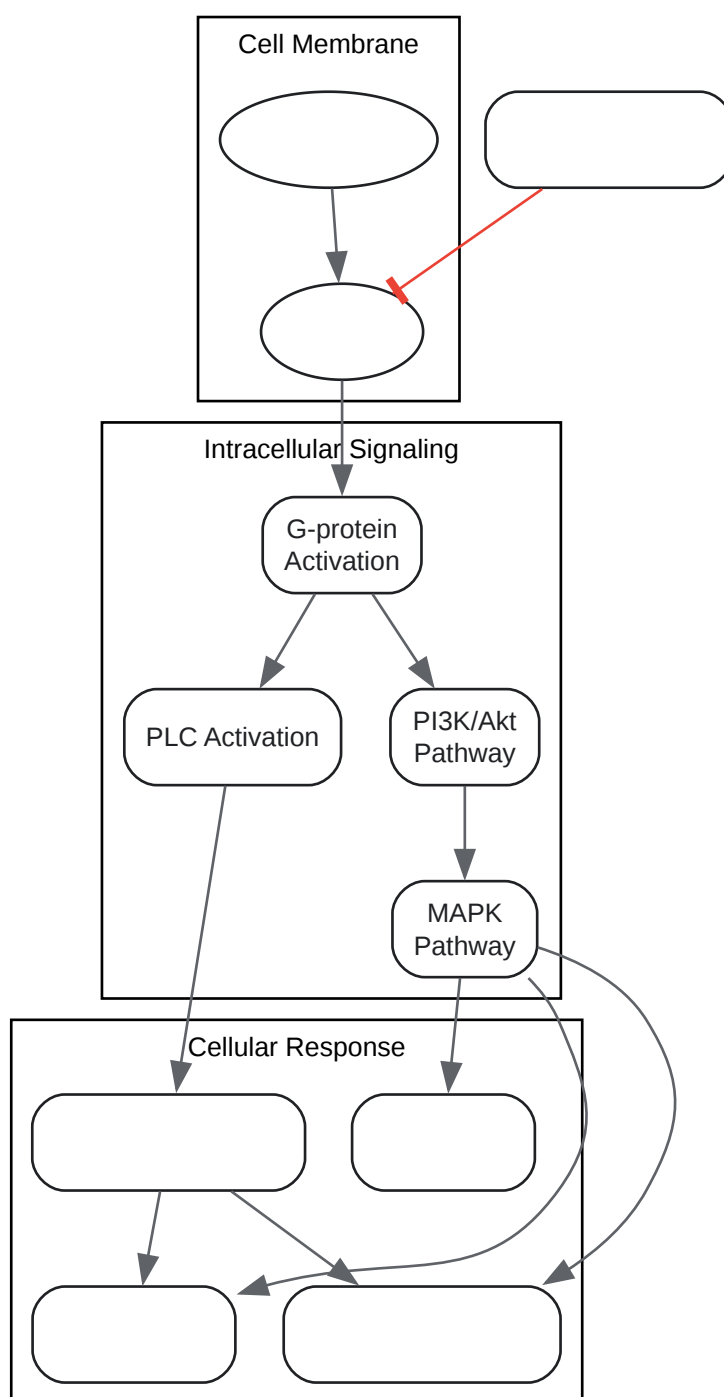 Cell Membrane
Intracellular Signaling
G-protein
Activation
PLC Activation
PI3K/Akt
Pathway
MAPK
Pathway
Cellular Response